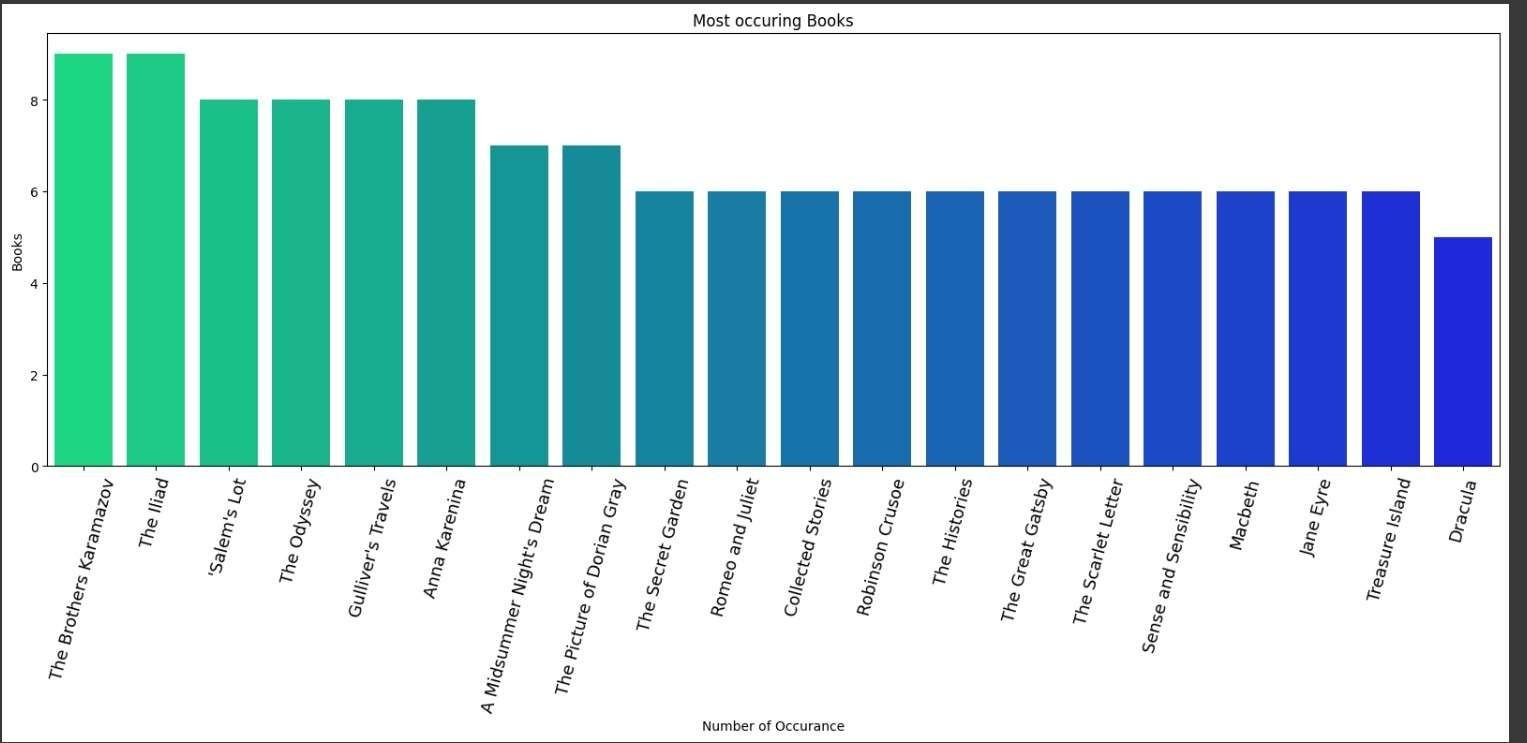 Most occuring Books
Books
8
6
4
2
0
The Brothers Karamazov
The Iliad
'Salem's Lot
The Odyssey
Gulliver's Travels
Anna Karenina
A Midsummer Night's Dream
The Picture of Dorian Gray
The Secret Garden
Romeo and Juliet
Collected Stories
Robinson Crusoe
The Histories
The Great Gatsby
The Scarlet Letter
Sense and Sensibility
Macbeth
Jane Eyre
Treasure Island
Dracula
Number of Occurance